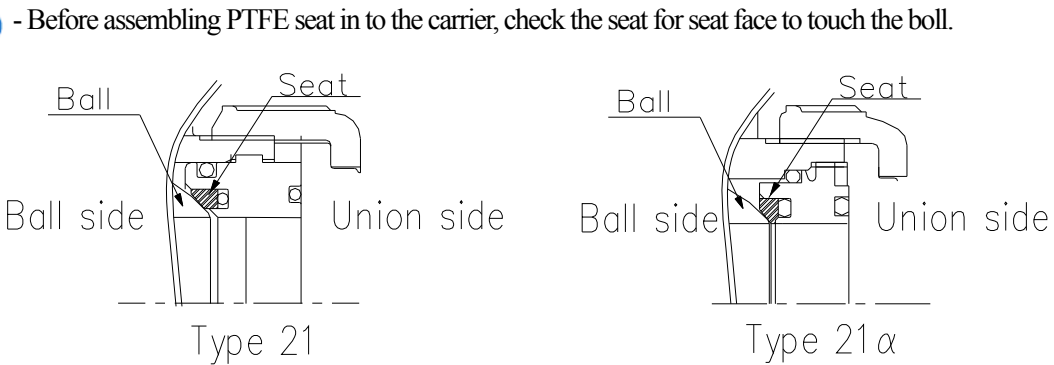 - Before assembling PTFE seat in to the carrier, check the seat for seat face to touch the boll.
Seat
Ball
Ball side
Union side
Type 21
Seat
Ball
Ball side
Union side
Type 21α